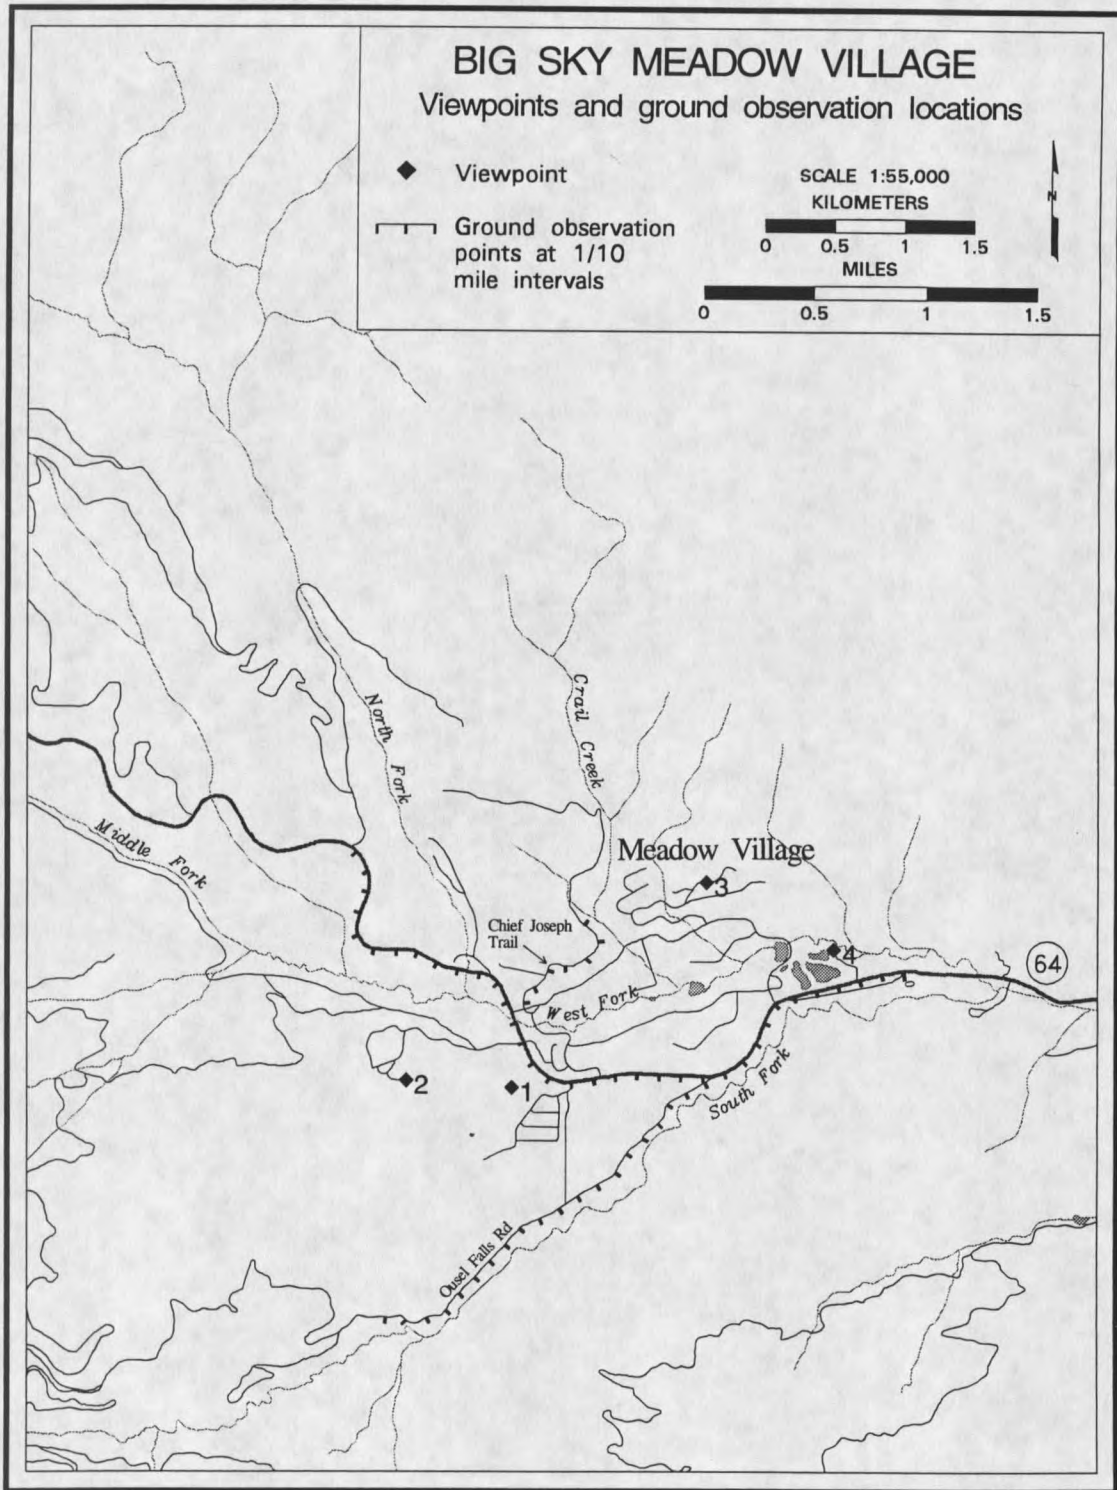 BIG SKY MEADOW VILLAGE
Viewpoints and ground observation locations
Viewpoint
Ground observation
points at 1/10
mile intervals
SCALE 1:55,000
KILOMETERS
0 0.5 1 1.5
MILES
0 0.5 1 1.5
N
North
Fork
Crail
Creek
Middle Fork
Meadow Village
3
Chief Joseph
Trail
4
64
West Fork
2
1
South Fork
Ousel Falls Rd